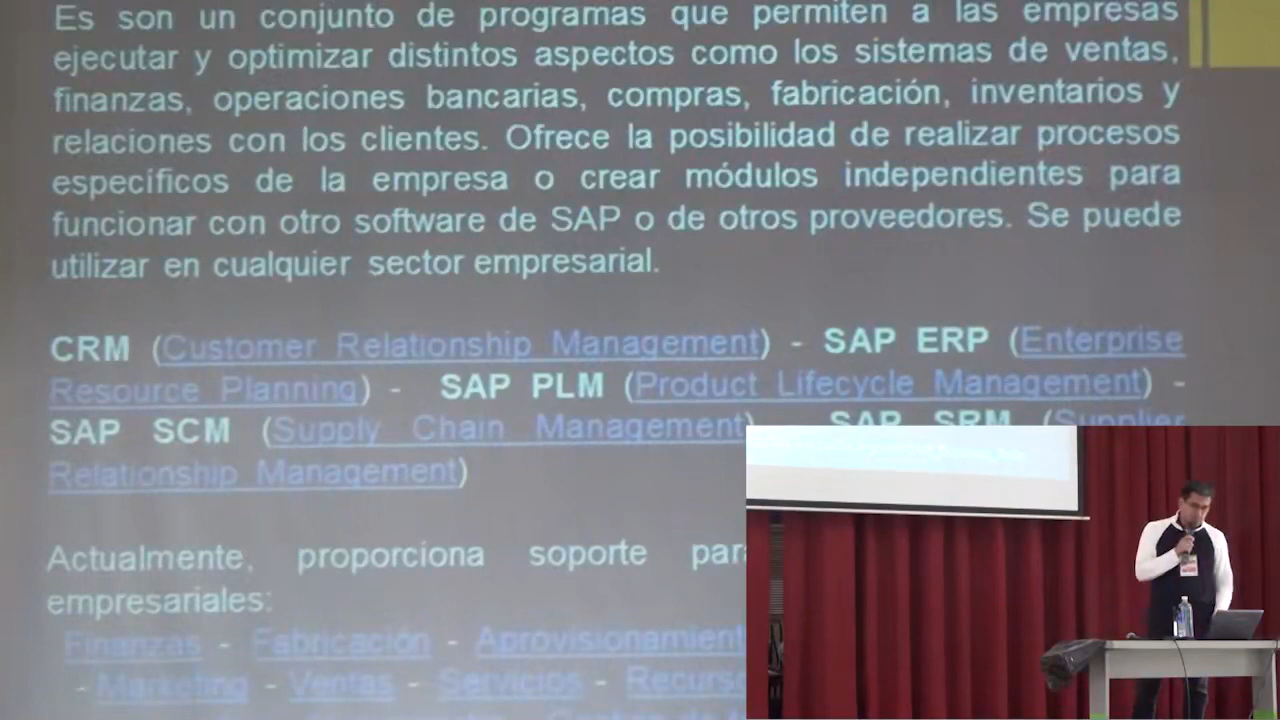 Es son un conjunto de programas que permiten a las empresas
ejecutar y optimizar distintos aspectos como los sistemas de ventas,
finanzas, operaciones bancarias, compras, fabricación, inventarios y
relaciones con los clientes. Ofrece la posibilidad de realizar procesos
específicos de la empresa o crear módulos independientes para
funcionar con otro software de SAP o de otros proveedores. Se puede
utilizar en cualquier sector empresarial.
CRM (Customer Relationship Management) - SAP ERP (Enterprise
Resource Planning) - SAP PLM (Product Lifecycle Management) -
SAP SCM (Supply Chain Management) - SAP SRM (Supplier
Relationship Management)
Actualmente, proporciona soporte
empresariales:
Finanzas - Fabricación -
- Marketing - Ventas - Servicios -